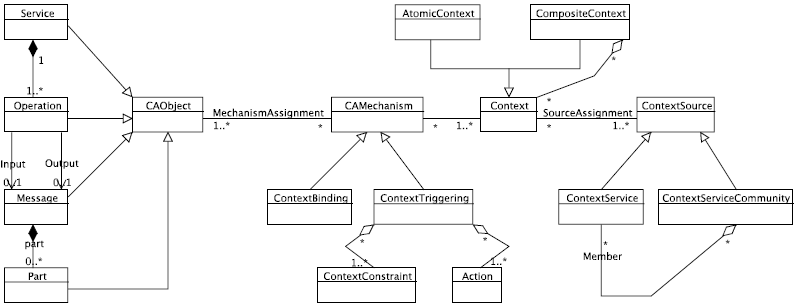 Service
AtomicContext
CompositeContext
1
*
1..*
*
Operation
CAObject
MechanismAssignment
CAMechanism
Context
SourceAssignment
ContextSource
1..*
*
*
1..*
*
1..*
Input
Output
0../1
0../1
Message
ContextBinding
ContextTriggering
ContextService
ContextServiceCommunity
part
*
*
*
*
Member
0..*
1..*
1..*
Part
ContextConstraint
Action